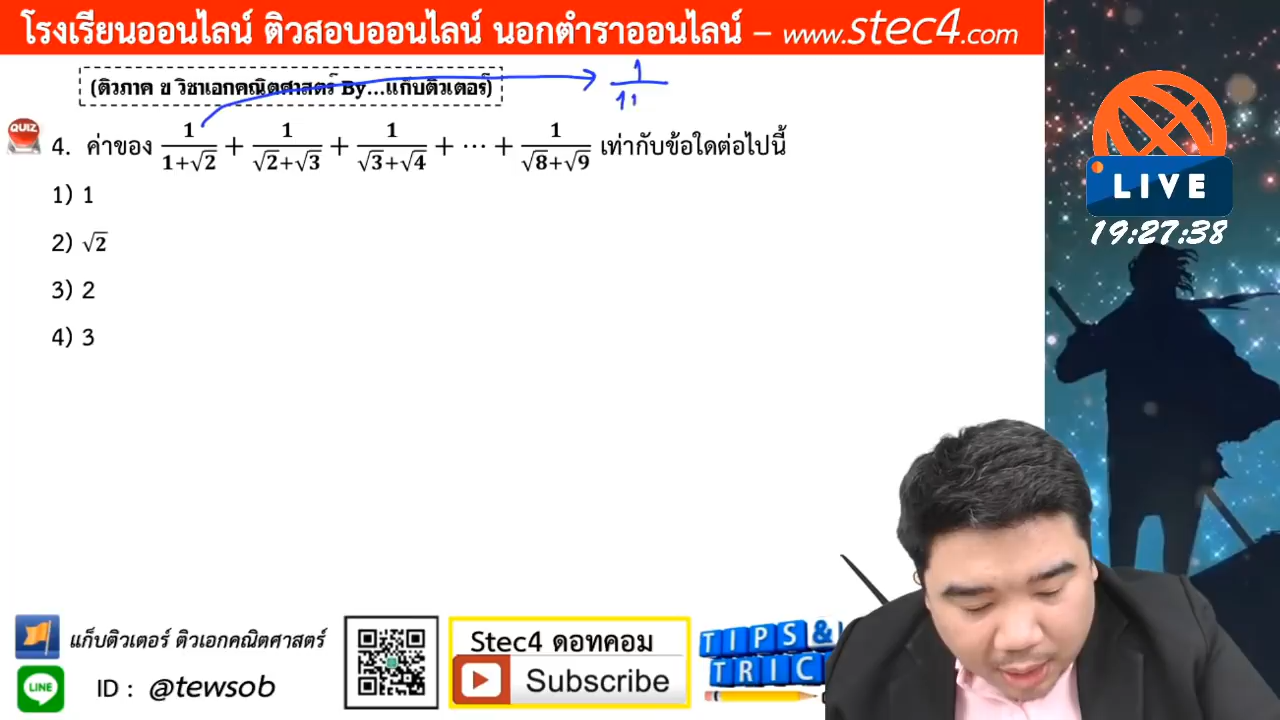 โรงเรียนออนไลน์ ติวสอบออนไลน์ นอกตำราออนไลน์ – www.stec4.com
(ติวภาค ข วิชาเอกคณิตศาสตร์ By...แก็บติวเตอร์)
1/11
QUIZ
4. ค่าของ 1/(1+√2) + 1/(√2+√3) + 1/(√3+√4) + ⋯ + 1/(√8+√9) เท่ากับข้อใดต่อไปนี้
1) 1
2) √2
3) 2
4) 3
LIVE
19:27:38
แก็บติวเตอร์ ติวเอกคณิตศาสตร์
LINE
ID : @tewsob
Stec4 ดอทคอม
Subscribe
TIPS &